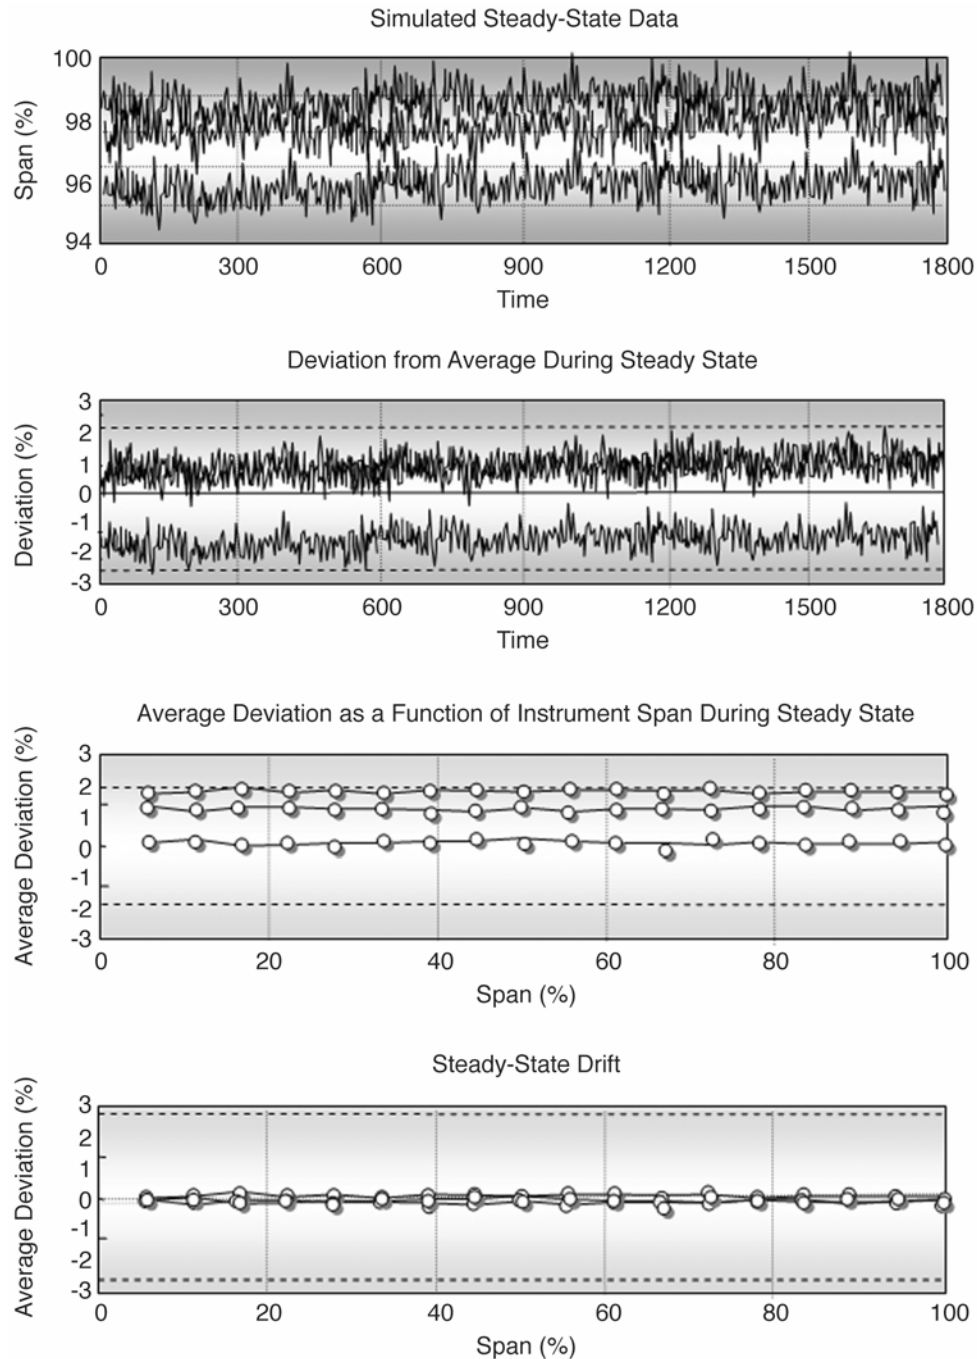 Simulated Steady-State Data
Span (%)
100
98
96
94
0 300 600 900 1200 1500 1800
Time
Deviation from Average During Steady State
Deviation (%)
3
2
1
0
-1
-2
-3
0 300 600 900 1200 1500 1800
Time
Average Deviation as a Function of Instrument Span During Steady State
Average Deviation (%)
3
2
1
0
-1
-2
-3
0 20 40 60 80 100
Span (%)
Steady-State Drift
Average Deviation (%)
3
2
1
0
-1
-2
-3
0 20 40 60 80 100
Span (%)